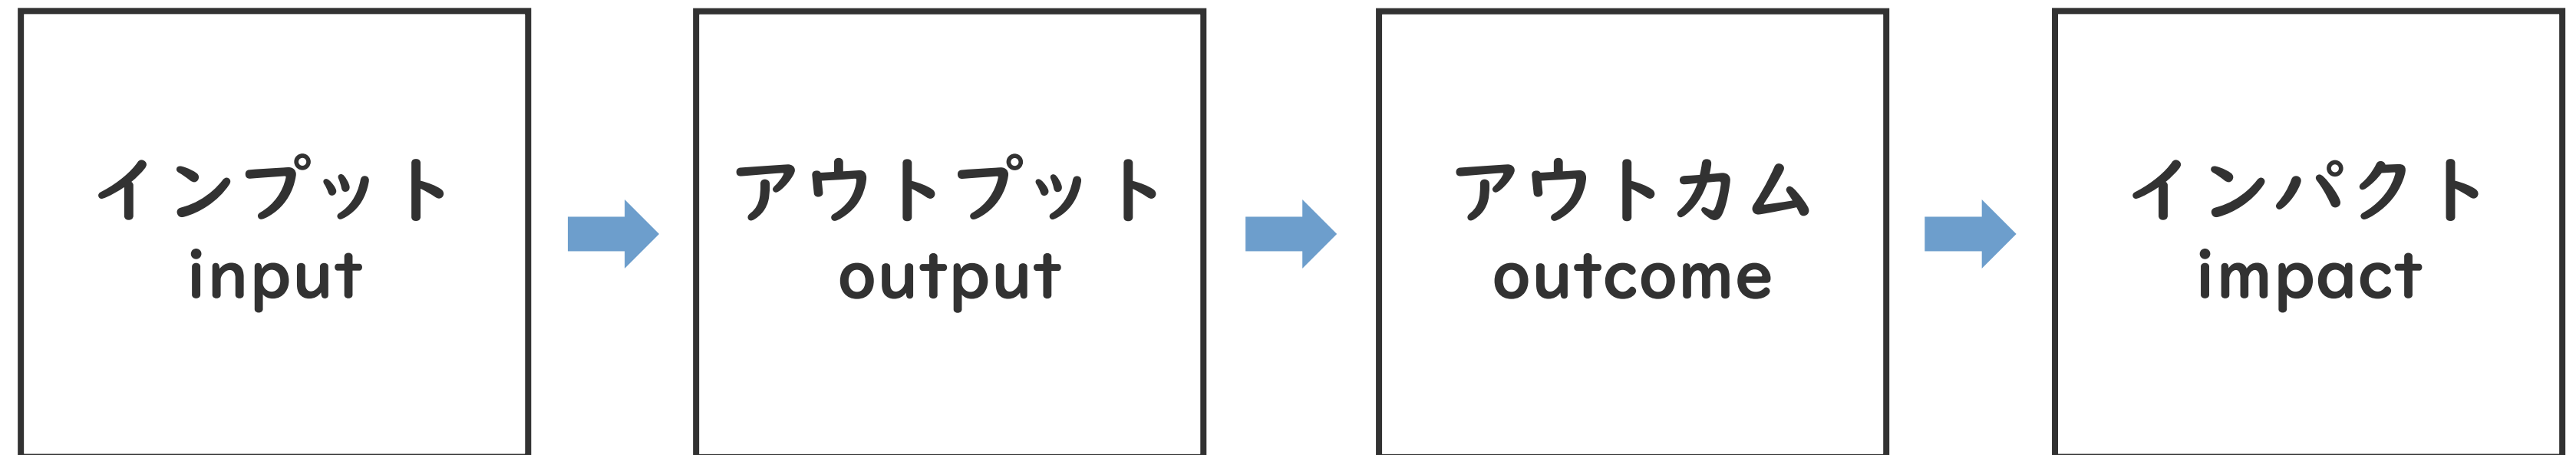 インプット
input
アウトプット
output
アウトカム
outcome
インパクト
impact